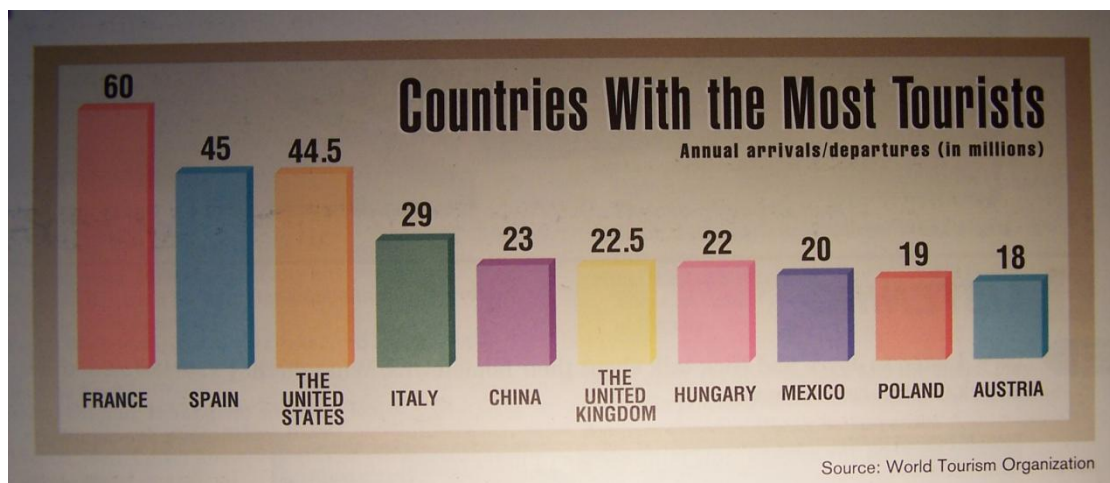 Countries With the Most Tourists
Annual arrivals/departures (in millions)
60
45
44.5
29
23
22.5
22
20
19
18
FRANCE
SPAIN
THE
UNITED
STATES
ITALY
CHINA
THE
UNITED
KINGDOM
HUNGARY
MEXICO
POLAND
AUSTRIA
Source: World Tourism Organization